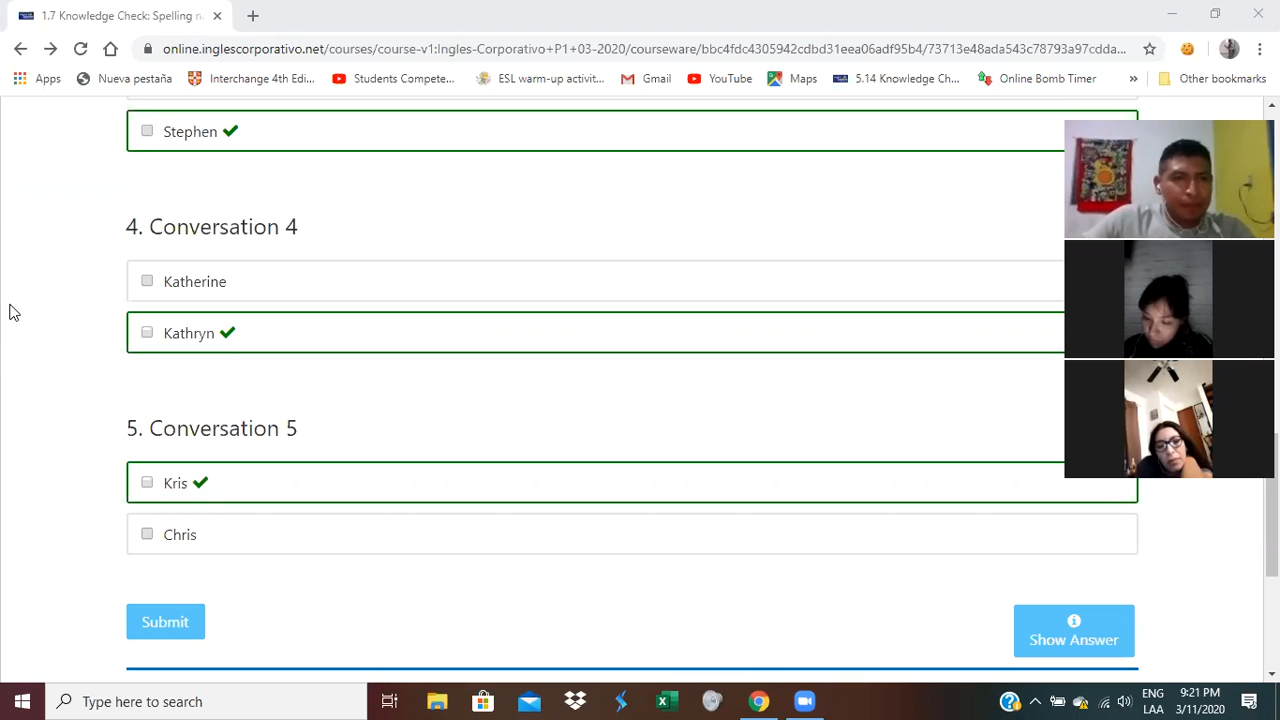 1.7 Knowledge Check: Spelling n
online.inglescorporativo.net/courses/course-v1:Ingles-Corporativo+P1+03-2020/courseware/bbc4fdc4305942cdbd31eea06adf95b4/73713e48ada543c78793a97cdda...
Apps Nueva pestaña Interchange 4th Edi... Students Compete... ESL warm-up activit... Gmail YouTube Maps 5.14 Knowledge Ch... Online Bomb Timer » Other bookmarks
Stephen
4. Conversation 4
Katherine
Kathryn
5. Conversation 5
Kris
Chris
Submit
Show Answer
Type here to search
ENG 9:21 PM
LAA 3/11/2020